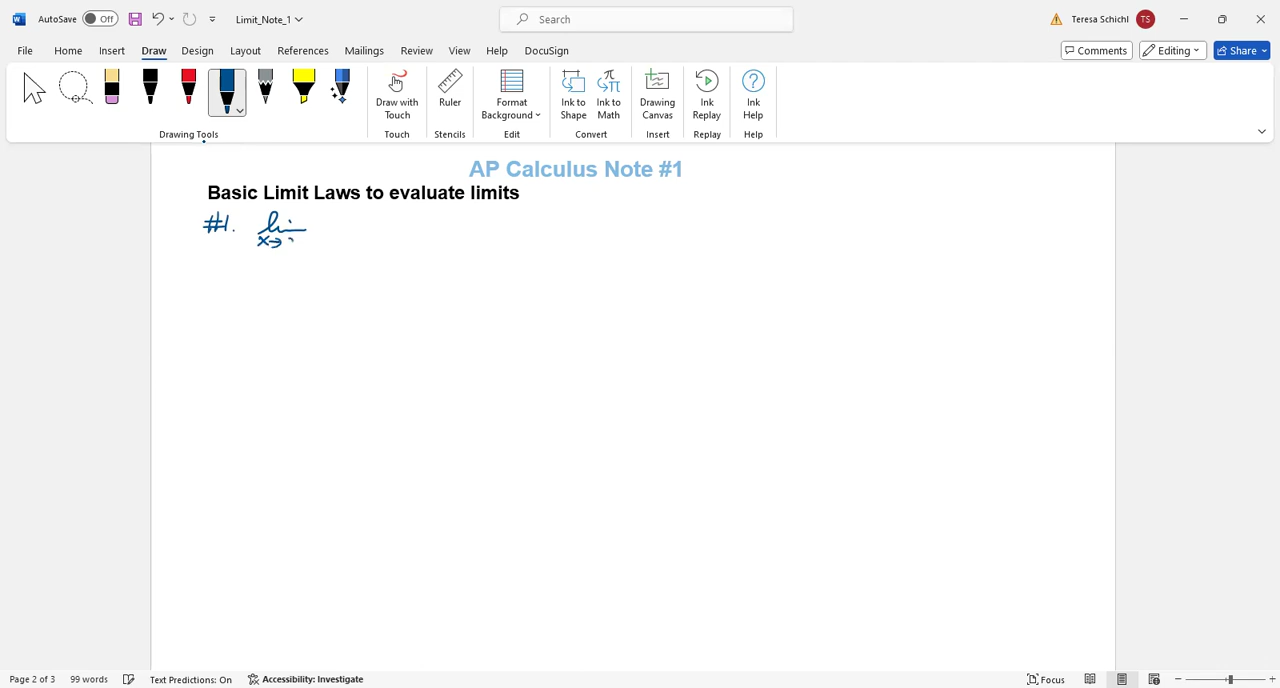 AutoSave Off Limit_Note_1 Search Teresa Schichl TS
File Home Insert Draw Design Layout References Mailings Review View Help DocuSign Comments Editing Share
Draw with Touch Ruler Format Background Ink to Shape Ink to Math Drawing Canvas Ink Replay Ink Help
Drawing Tools Touch Stencils Edit Convert Insert Replay Help
AP Calculus Note #1
Basic Limit Laws to evaluate limits
#1. lim
x→
Page 2 of 3 99 words Text Predictions: On Accessibility: Investigate Focus